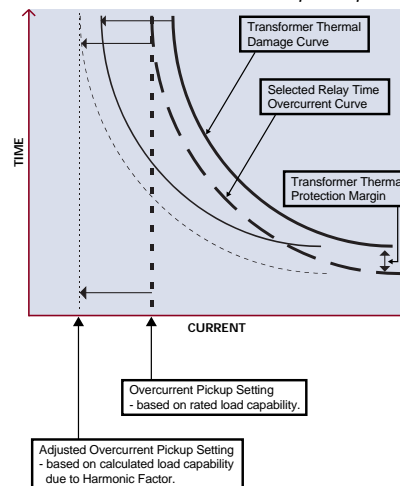 Transformer Thermal
Damage Curve
Selected Relay Time
Overcurrent Curve
Transformer Therma
Protection Margin
TIME
CURRENT
Overcurrent Pickup Setting
- based on rated load capability.
Adjusted Overcurrent Pickup Setting
- based on calculated load capability
due to Harmonic Factor.